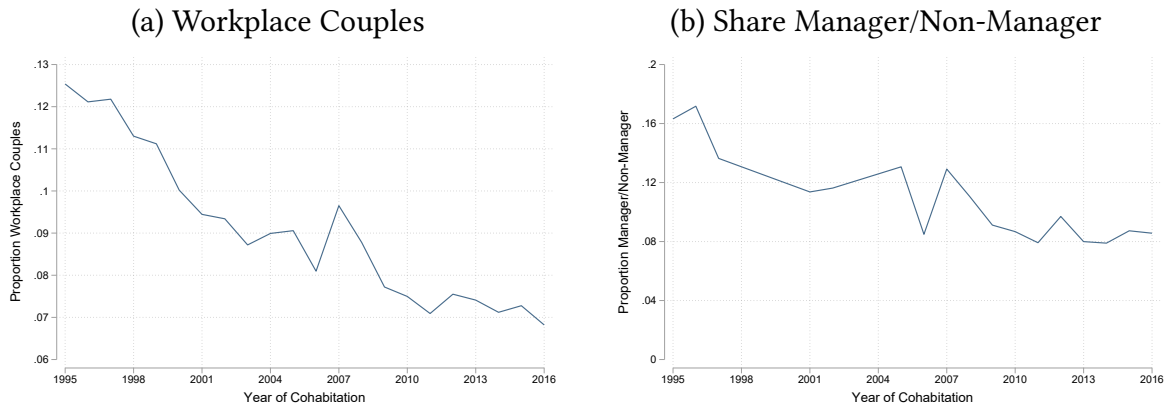 (a) Workplace Couples
Proportion Workplace Couples
.13
.12
.11
.1
.09
.08
.07
.06
1995 1998 2001 2004 2007 2010 2013 2016
Year of Cohabitation
(b) Share Manager/Non-Manager
Proportion Manager/Non-Manager
.2
.16
.12
.08
.04
0
1995 1998 2001 2004 2007 2010 2013 2016
Year of Cohabitation